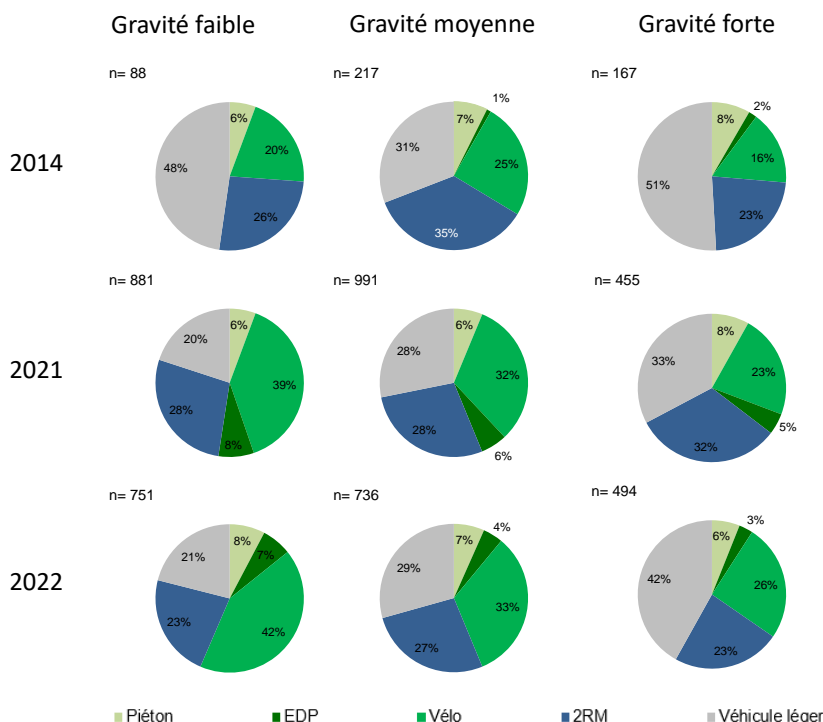 Gravité faible Gravité moyenne Gravité forte
n= 88 n= 217 n= 167
2014
6% 20% 26% 48%
1% 7% 25% 35% 31%
2% 8% 16% 23% 51%
n= 881 n= 991 n= 455
2021
6% 39% 8% 28% 20%
6% 32% 6% 28% 28%
8% 23% 5% 32% 33%
n= 751 n= 736 n= 494
2022
8% 7% 42% 23% 21%
7% 4% 33% 27% 29%
6% 3% 26% 23% 42%
Piéton EDP Vélo 2RM Véhicule léger